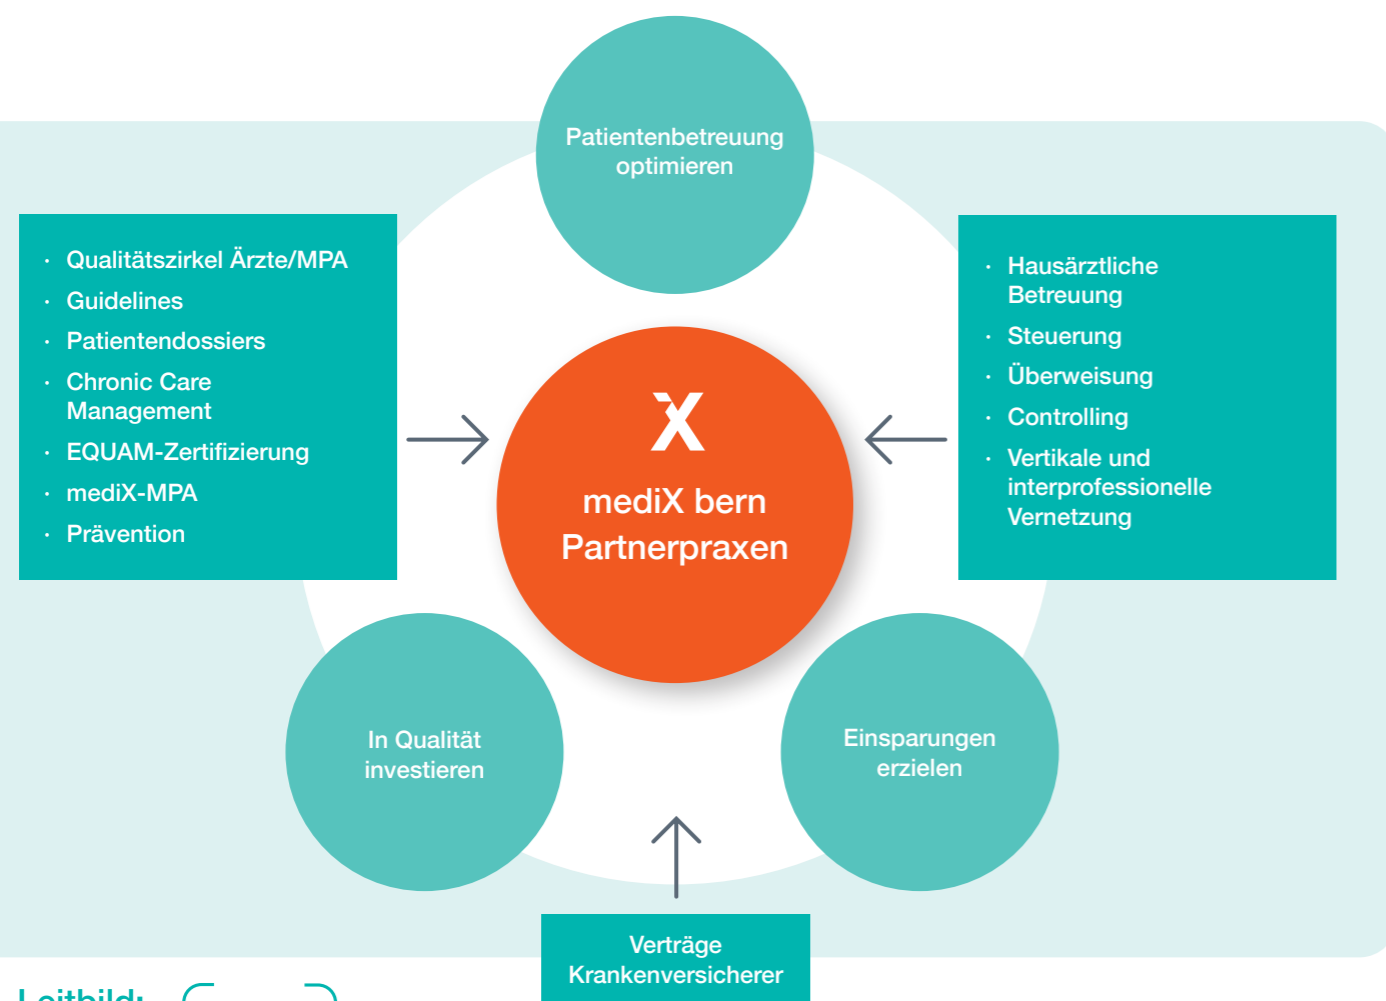 Patientenbetreuung
optimieren
· Qualitätszirkel Ärzte/MPA
· Guidelines
· Patientendossiers
· Chronic Care
Management
· EQUAM-Zertifizierung
· mediX-MPA
· Prävention
X
mediX bern
Partnerpraxen
· Hausärztliche
Betreuung
· Steuerung
· Überweisung
· Controlling
· Vertikale und
interprofessionelle
Vernetzung
In Qualität
investieren
Einsparungen
erzielen
Verträge
Krankenversicherer
Leitbild: